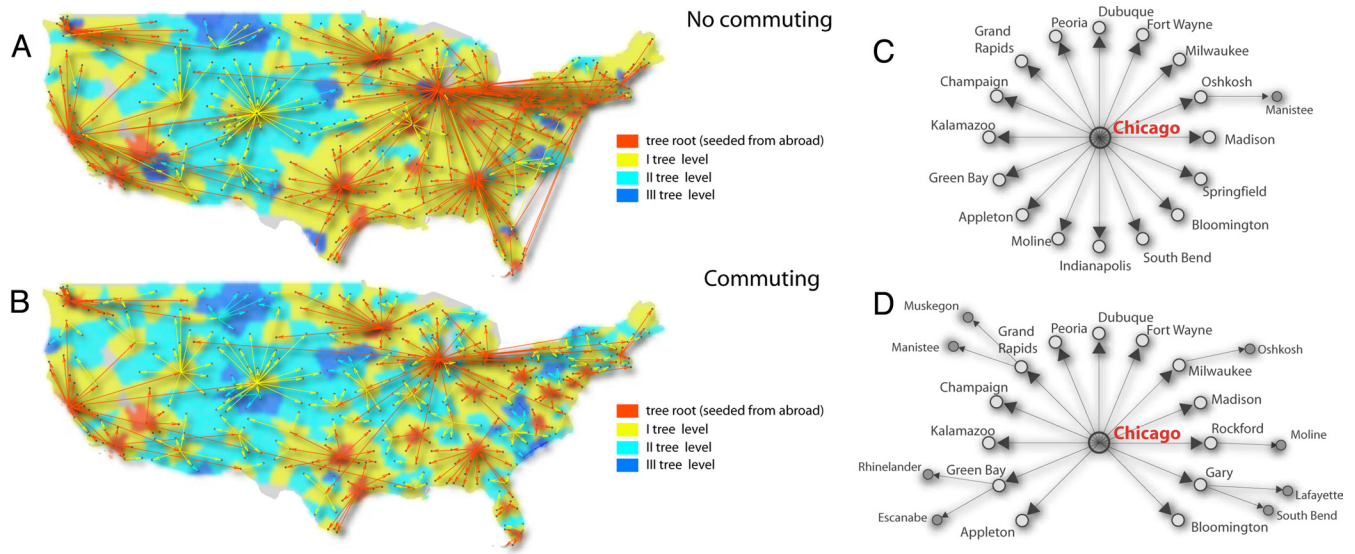 A
No commuting
tree root (seeded from abroad)
I tree level
II tree level
III tree level
B
Commuting
tree root (seeded from abroad)
I tree level
II tree level
III tree level
C
Dubuque
Peoria
Fort Wayne
Grand
Rapids
Milwaukee
Champaign
Oshkosh
Manistee
Kalamazoo
Chicago
Madison
Green Bay
Springfield
Appleton
Bloomington
Moline
South Bend
Indianapolis
D
Muskegon
Dubuque
Peoria
Fort Wayne
Grand
Rapids
Manistee
Oshkosh
Milwaukee
Champaign
Madison
Kalamazoo
Chicago
Rockford
Moline
Rhinelander
Green Bay
Gary
Lafayette
Escanabe
South Bend
Appleton
Bloomington